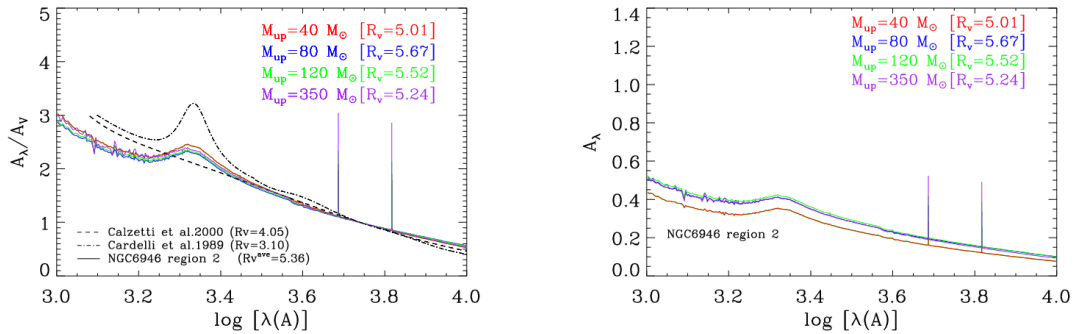 M_up=40 M_⊙ [R_v=5.01]
M_up=80 M_⊙ [R_v=5.67]
M_up=120 M_⊙ [R_v=5.52]
M_up=350 M_⊙ [R_v=5.24]
5
4
3
2
1
0
A_λ/A_V
Calzetti et al.2000 (Rv=4.05)
Cardelli et al.1989 (Rv=3.10)
NGC6946 region 2 (Rv^ave=5.36)
3.0 3.2 3.4 3.6 3.8 4.0
log [λ(A)]
M_up=40 M_⊙ [R_v=5.01]
M_up=80 M_⊙ [R_v=5.67]
M_up=120 M_⊙ [R_v=5.52]
M_up=350 M_⊙ [R_v=5.24]
1.4
1.2
1.0
0.8
0.6
0.4
0.2
0.0
A_λ
NGC6946 region 2
3.0 3.2 3.4 3.6 3.8 4.0
log [λ(A)]